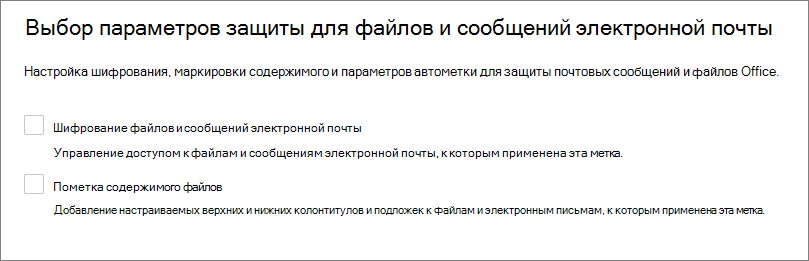 Выбор параметров защиты для файлов и сообщений электронной почты
Настройка шифрования, маркировки содержимого и параметров автометки для защиты почтовых сообщений и файлов Office.
Шифрование файлов и сообщений электронной почты
Управление доступом к файлам и сообщениям электронной почты, к которым применена эта метка.
Пометка содержимого файлов
Добавление настраиваемых верхних и нижних колонтитулов и подложек к файлам и электронным письмам, к которым применена эта метка.